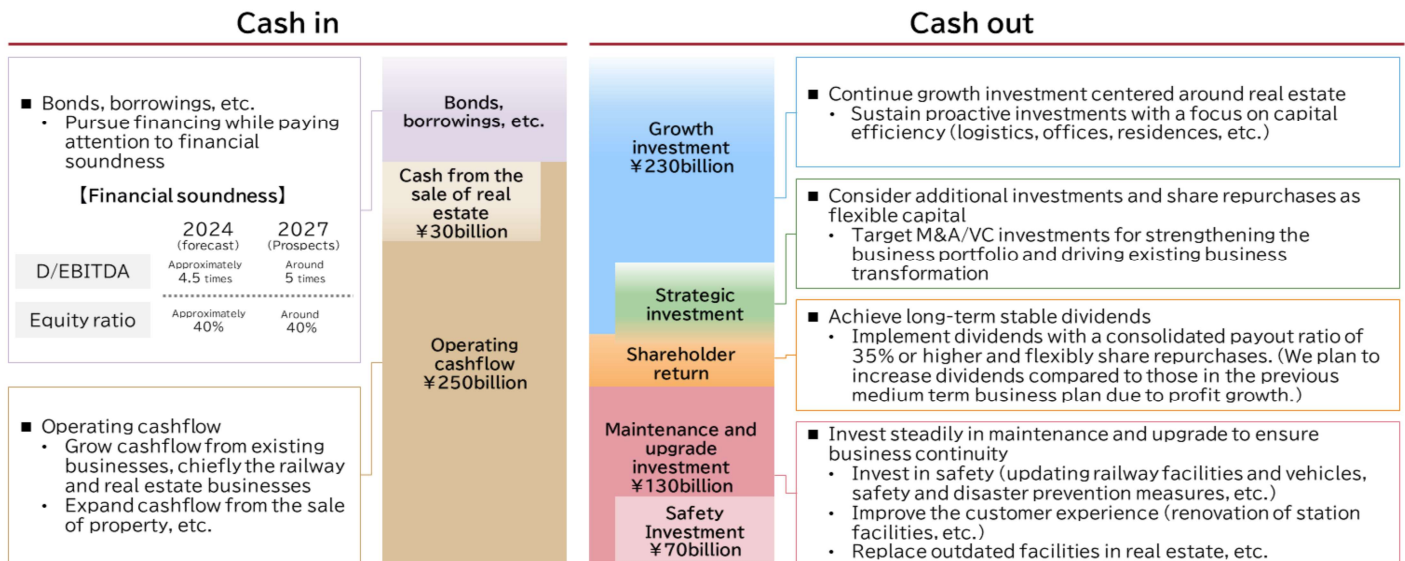 Cash in
■ Bonds, borrowings, etc.
• Pursue financing while paying
attention to financial
soundness
【Financial soundness】
2024
(forecast)
2027
(Prospects)
D/EBITDA
Approximately
4.5 times
Around
5 times
Equity ratio
Approximately
40%
Around
40%
■ Operating cashflow
• Grow cashflow from existing
businesses, chiefly the railway
and real estate businesses
• Expand cashflow from the sale
of property, etc.
Bonds,
borrowings, etc.
Cash from the
sale of real
estate
¥30billion
Operating
cashflow
¥250billion
Cash out
Growth
investment
¥230billion
Strategic
investment
Shareholder
return
Maintenance and
upgrade
investment
¥130billion
Safety
Investment
¥70billion
■ Continue growth investment centered around real estate
• Sustain proactive investments with a focus on capital
efficiency (logistics, offices, residences, etc.)
■ Consider additional investments and share repurchases as
flexible capital
• Target M&A/VC investments for strengthening the
business portfolio and driving existing business
transformation
■ Achieve long-term stable dividends
• Implement dividends with a consolidated payout ratio of
35% or higher and flexibly share repurchases. (We plan to
increase dividends compared to those in the previous
medium term business plan due to profit growth.)
■ Invest steadily in maintenance and upgrade to ensure
business continuity
• Invest in safety (updating railway facilities and vehicles,
safety and disaster prevention measures, etc.)
• Improve the customer experience (renovation of station
facilities, etc.)
• Replace outdated facilities in real estate, etc.